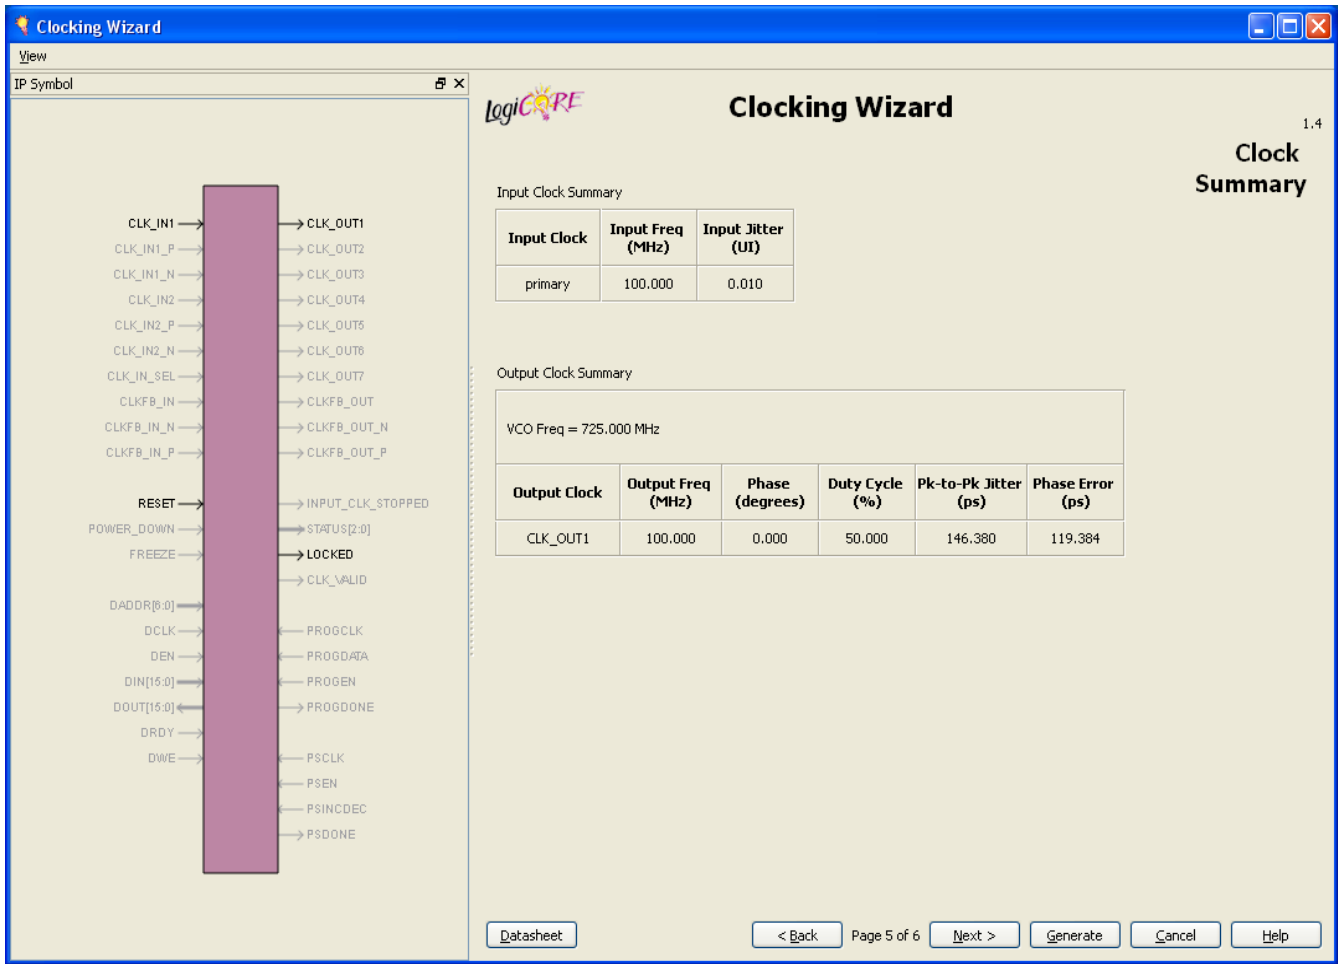 Clocking Wizard
View
IP Symbol
LogiCORE
Clocking Wizard
1.4
Clock
Summary
CLK_IN1
CLK_IN1_P
CLK_IN1_N
CLK_IN2
CLK_IN2_P
CLK_IN2_N
CLK_IN_SEL
CLKFB_IN
CLKFB_IN_N
CLKFB_IN_P
RESET
POWER_DOWN
FREEZE
DADDR[6:0]
DCLK
DEN
DIN[15:0]
DOUT[15:0]
DRDY
DWE
CLK_OUT1
CLK_OUT2
CLK_OUT3
CLK_OUT4
CLK_OUT5
CLK_OUT6
CLK_OUT7
CLKFB_OUT
CLKFB_OUT_N
CLKFB_OUT_P
INPUT_CLK_STOPPED
STATUS[2:0]
LOCKED
CLK_VALID
PROGCLK
PROGDATA
PROGEN
PROGDONE
PSCLK
PSEN
PSINCDEC
PSDONE
Input Clock Summary
Input Clock Input Freq (MHz) Input Jitter (UI)
primary 100.000 0.010
Output Clock Summary
VCO Freq = 725.000 MHz
Output Clock Output Freq (MHz) Phase (degrees) Duty Cycle (%) Pk-to-Pk Jitter (ps) Phase Error (ps)
CLK_OUT1 100.000 0.000 50.000 146.380 119.384
Datasheet < Back Page 5 of 6 Next > Generate Cancel Help